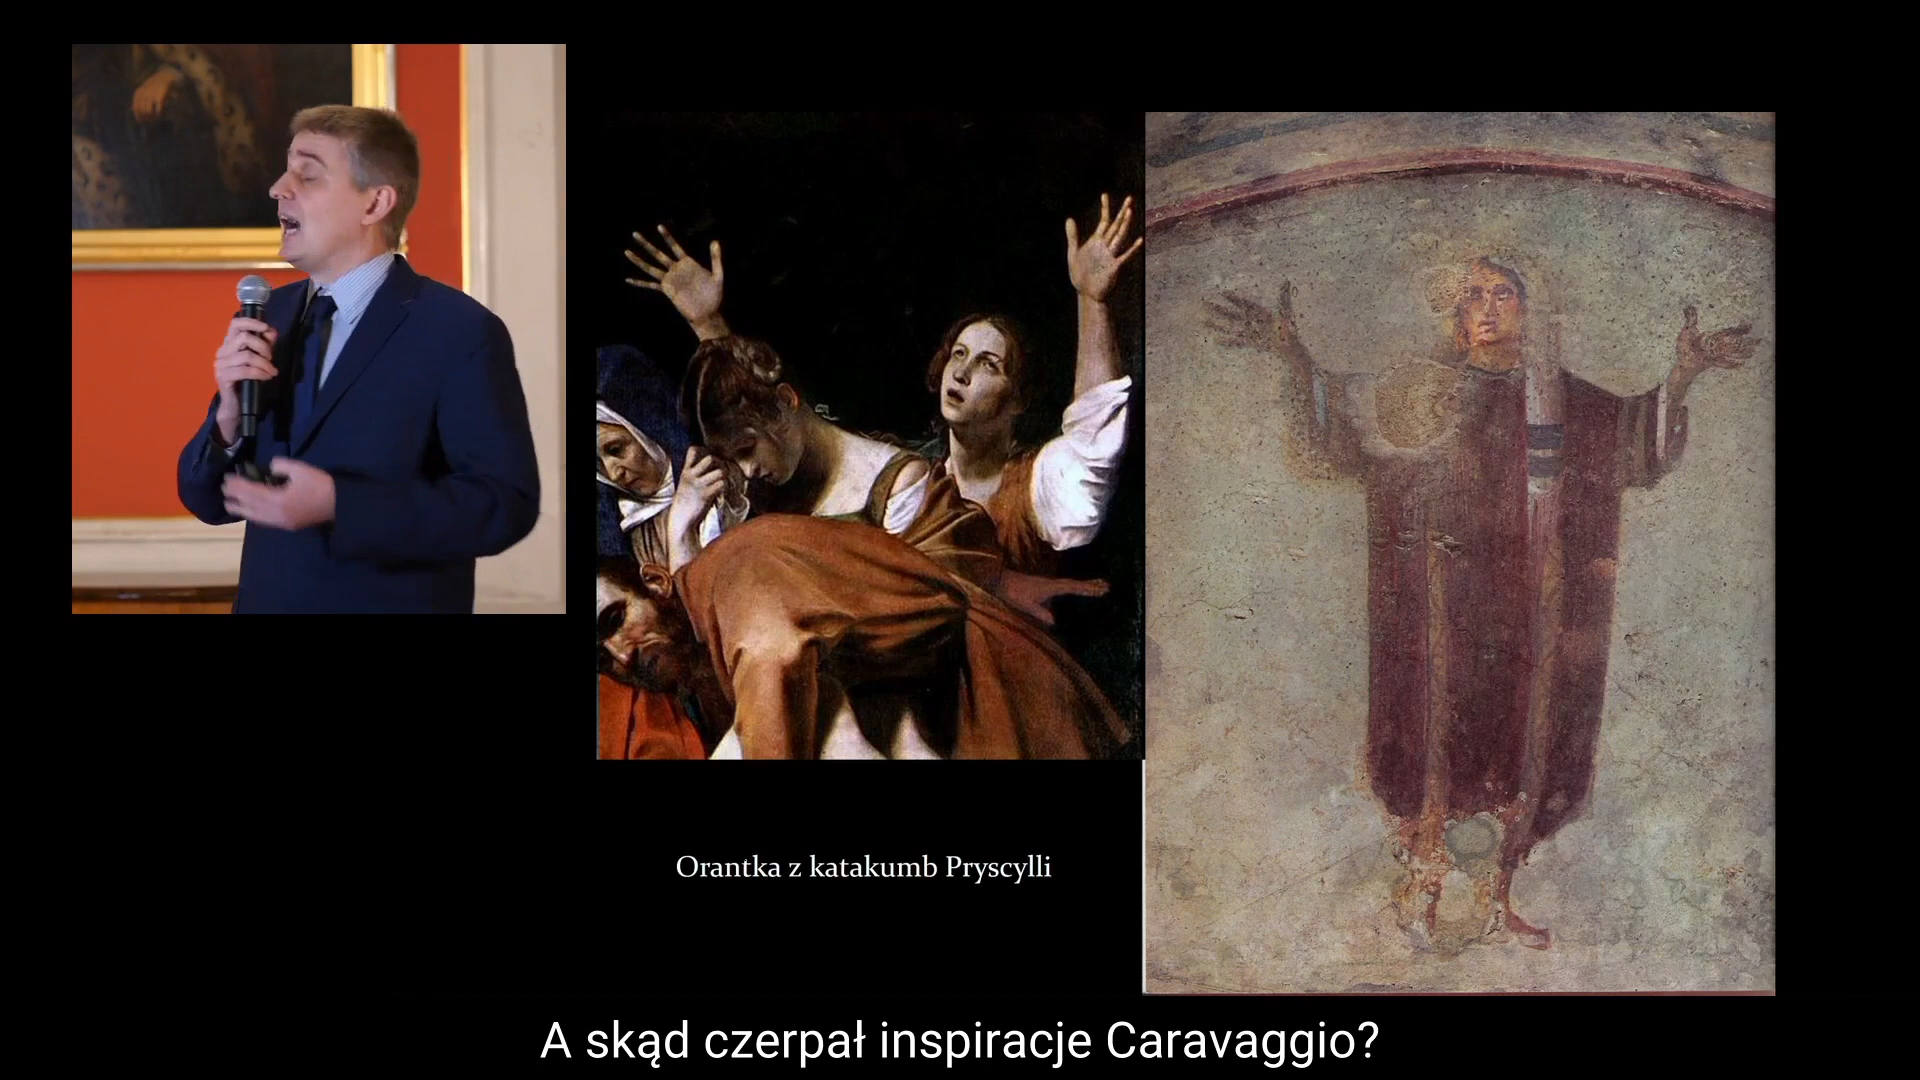 Orantka z katakumb Pryscylli
A skąd czerpał inspiracje Caravaggio?